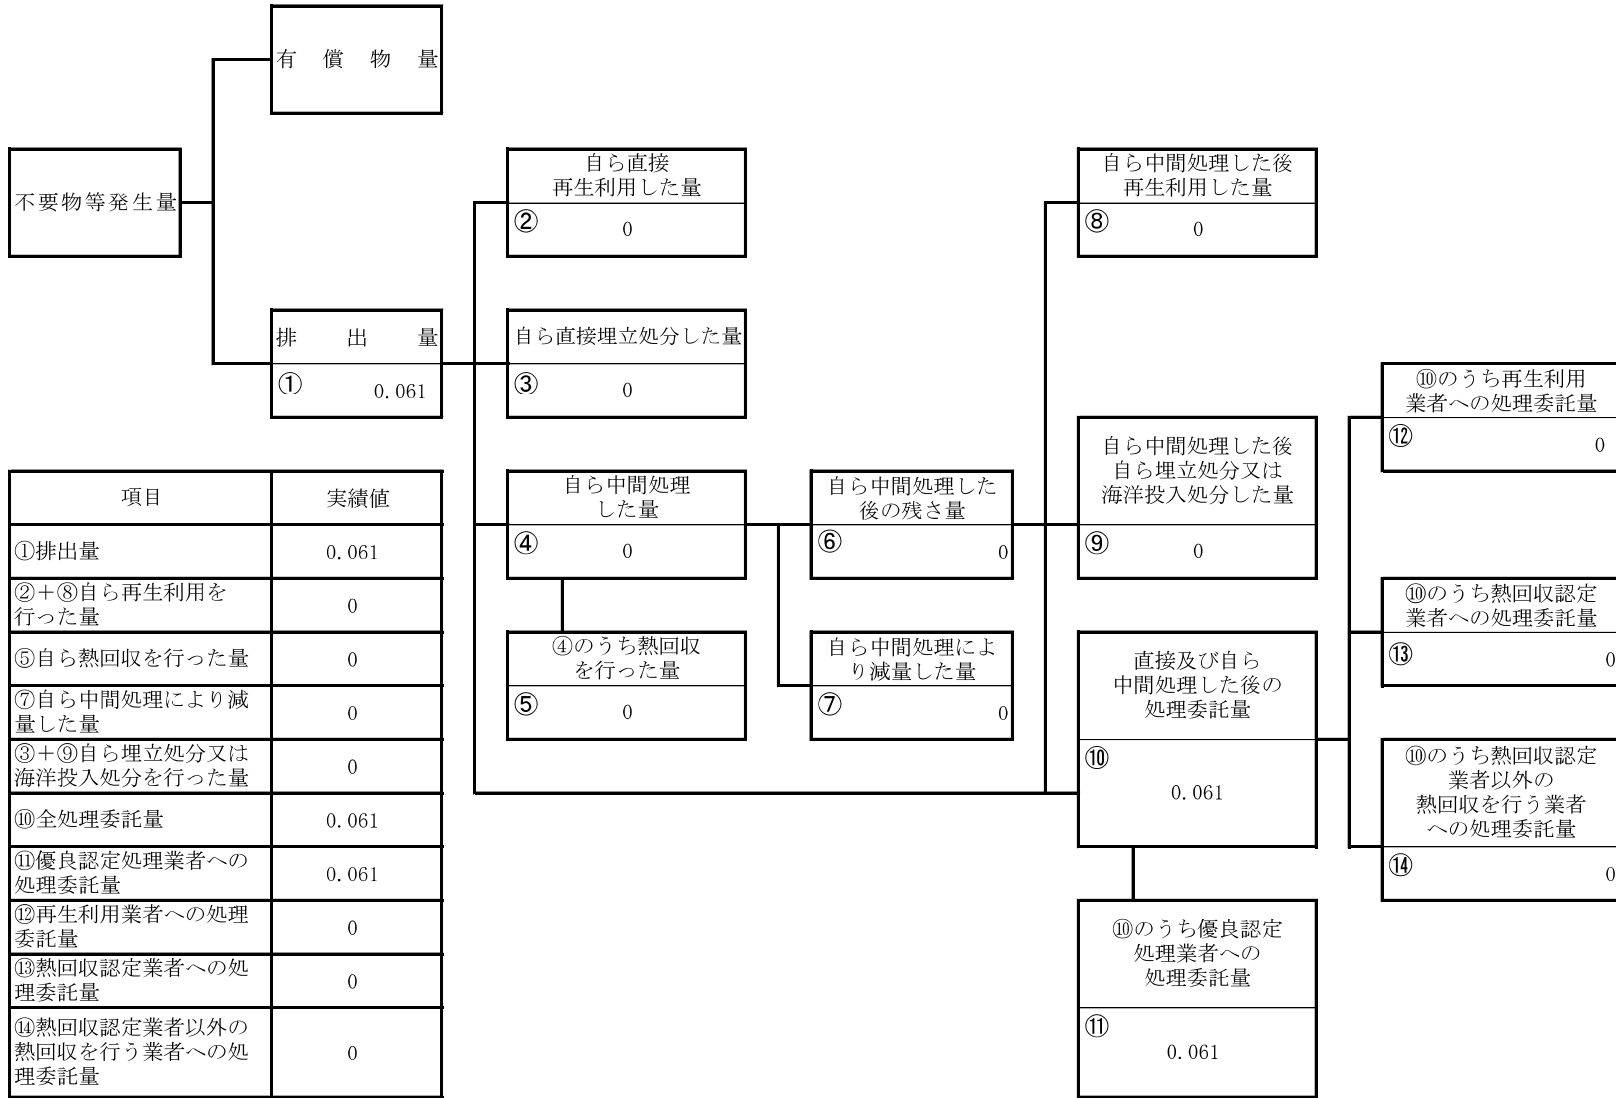 有償物量
不要物等発生量
排出量
① 0.061
自ら直接
再生利用した量
② 0
自ら直接埋立処分した量
③ 0
自ら中間処理
した量
④ 0
④のうち熱回収
を行った量
⑤ 0
自ら中間処理した
後の残さ量
⑥ 0
自ら中間処理によ
り減量した量
⑦ 0
自ら中間処理した後
再生利用した量
⑧ 0
自ら中間処理した後
自ら埋立処分又は
海洋投入処分した量
⑨ 0
直接及び自ら
中間処理した後の
処理委託量
⑩
0.061
⑩のうち優良認定
処理業者への
処理委託量
⑪
0.061
⑩のうち再生利用
業者への処理委託量
⑫ 0
⑩のうち熱回収認定
業者への処理委託量
⑬ 0
⑩のうち熱回収認定
業者以外の
熱回収を行う業者
への処理委託量
⑭ 0
項目 実績値
①排出量 0.061
②+⑧自ら再生利用を
行った量 0
⑤自ら熱回収を行った量 0
⑦自ら中間処理により減
量した量 0
③+⑨自ら埋立処分又は
海洋投入処分を行った量 0
⑩全処理委託量 0.061
⑪優良認定処理業者への
処理委託量 0.061
⑫再生利用業者への処理
委託量 0
⑬熱回収認定業者への処
理委託量 0
⑭熱回収認定業者以外の
熱回収を行う業者への処
理委託量 0